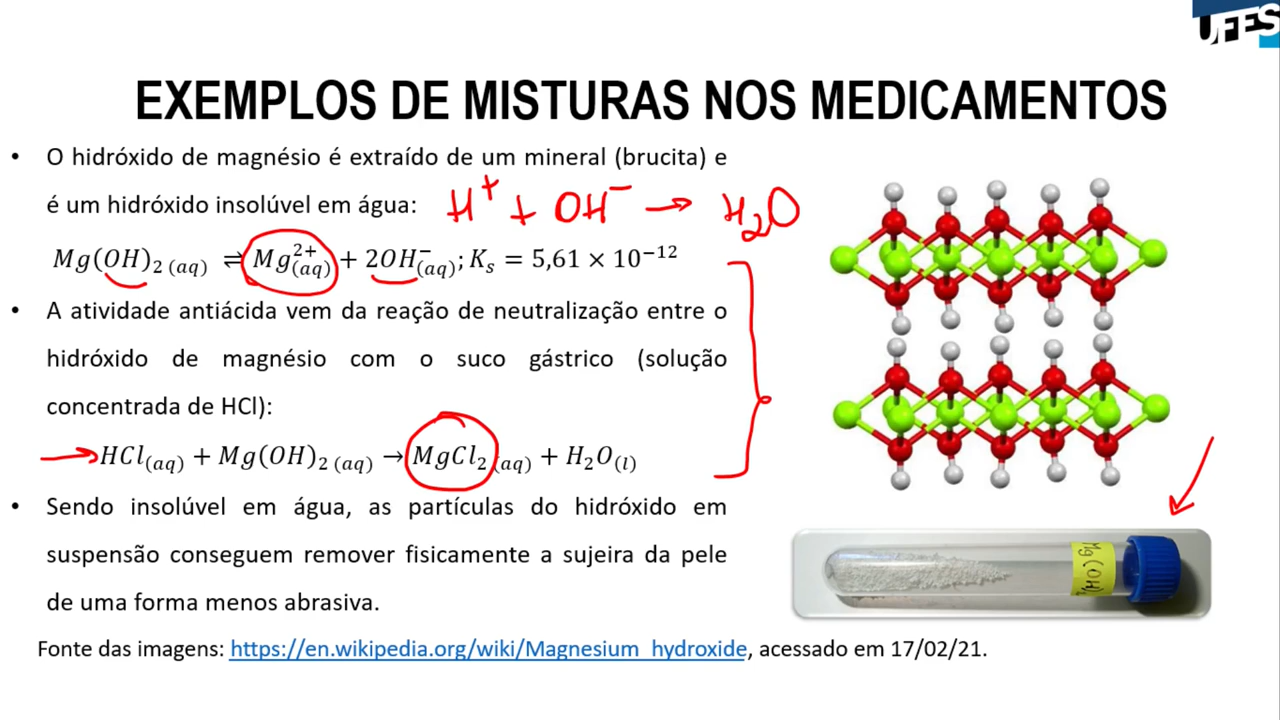 UFES
EXEMPLOS DE MISTURAS NOS MEDICAMENTOS
• O hidróxido de magnésio é extraído de um mineral (brucita) e
é um hidróxido insolúvel em água:
H⁺ + OH⁻ → H₂O
Mg(OH)₂ (aq) ⇌ Mg²⁺(aq) + 2OH⁻(aq); Kₛ = 5,61 × 10⁻¹²
• A atividade antiácida vem da reação de neutralização entre o
hidróxido de magnésio com o suco gástrico (solução
concentrada de HCl):
HCl(aq) + Mg(OH)₂ (aq) → MgCl₂ (aq) + H₂O(l)
• Sendo insolúvel em água, as partículas do hidróxido em
suspensão conseguem remover fisicamente a sujeira da pele
de uma forma menos abrasiva.
Mg(OH)₂
Fonte das imagens: https://en.wikipedia.org/wiki/Magnesium_hydroxide, acessado em 17/02/21.